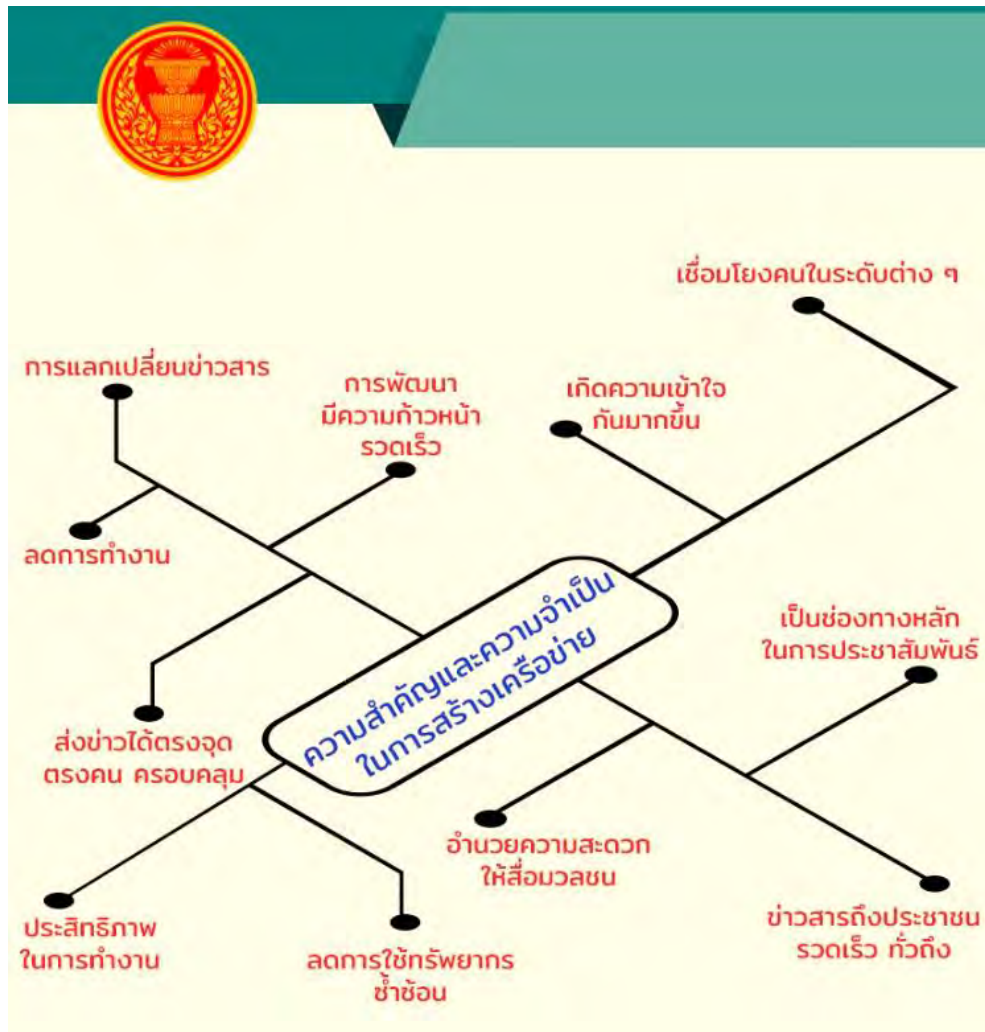 เชื่อมโยงคนในระดับต่าง ๆ
การแลกเปลี่ยนข่าวสาร
การพัฒนา
มีความก้าวหน้า
รวดเร็ว
เกิดความเข้าใจ
กันมากขึ้น
ลดการทำงาน
ความสำคัญและความจำเป็น
ในการสร้างเครือข่าย
เป็นช่องทางหลัก
ในการประชาสัมพันธ์
ส่งข่าวได้ตรงจุด
ตรงคน ครอบคลุม
อำนวยความสะดวก
ให้สื่อมวลชน
ประสิทธิภาพ
ในการทำงาน
ลดการใช้ทรัพยากร
ซ้ำซ้อน
ข่าวสารถึงประชาชน
รวดเร็ว ทั่วถึง